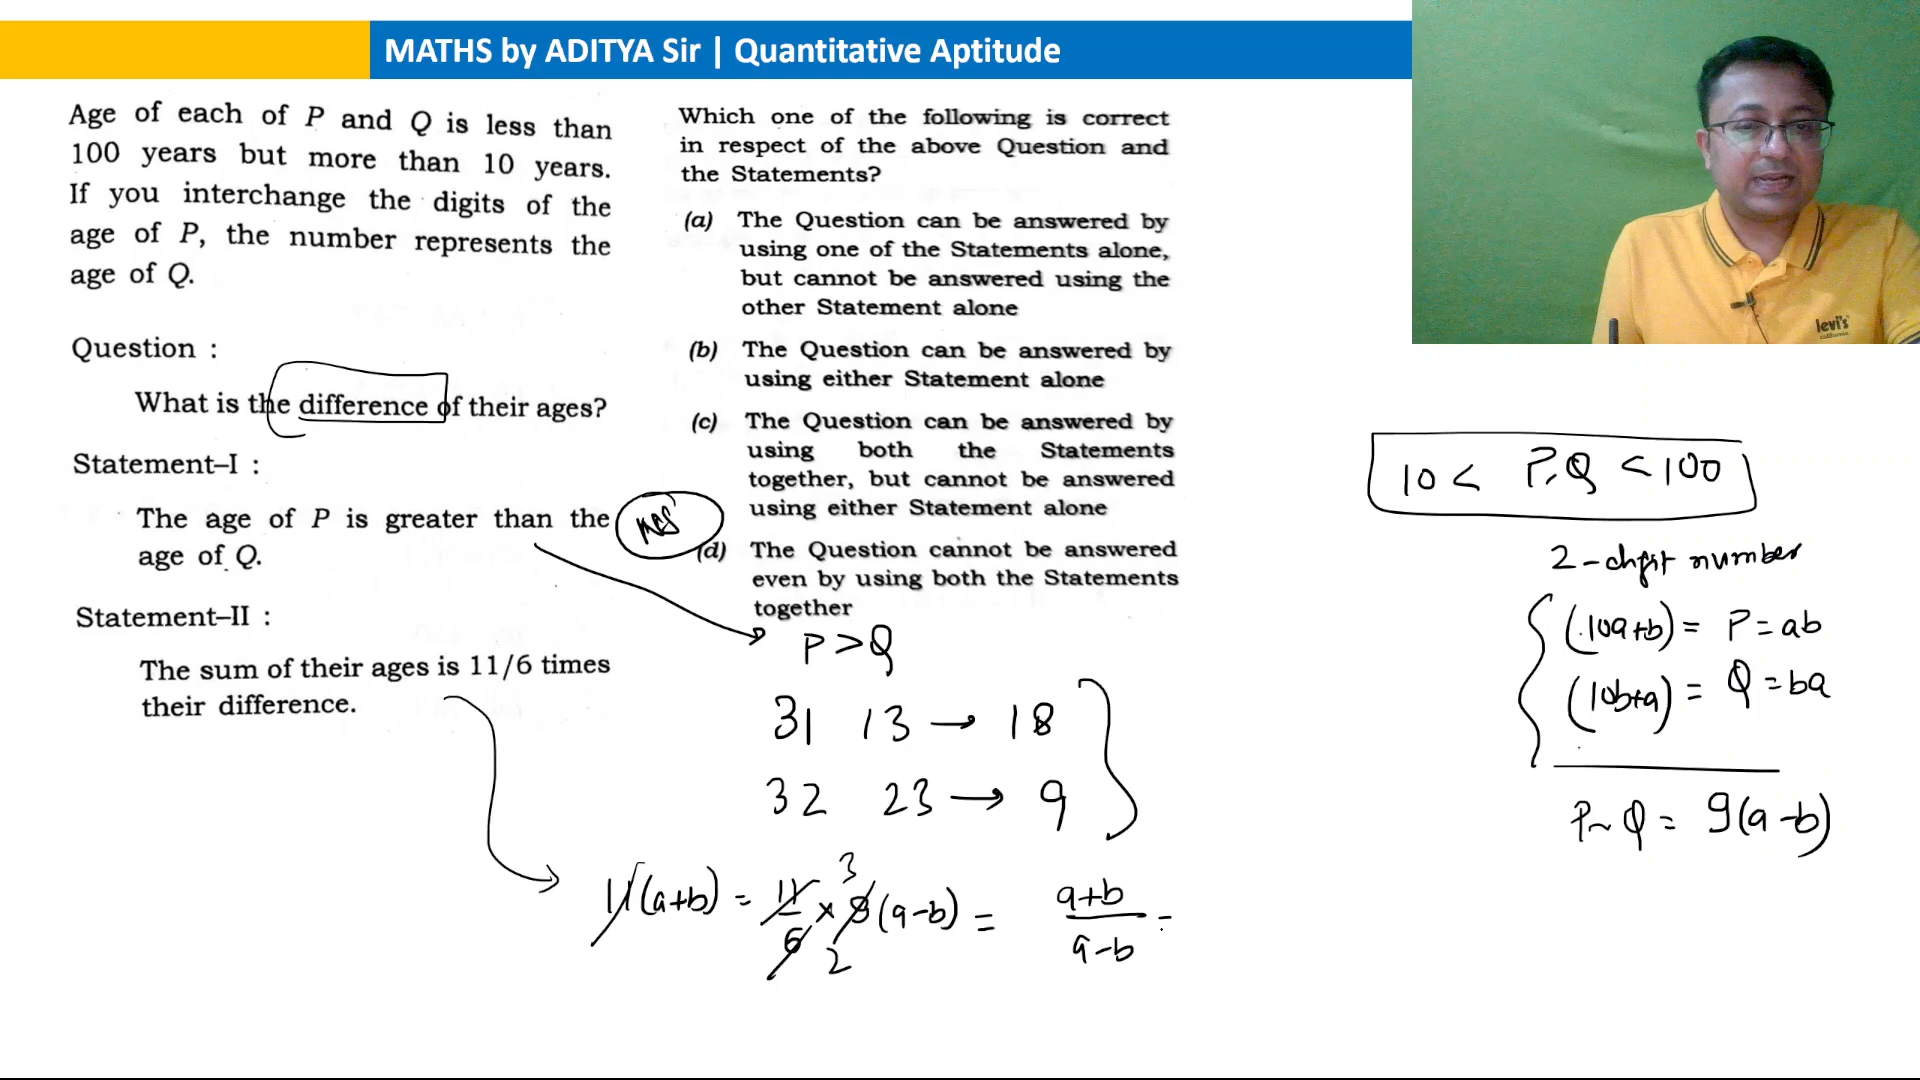 MATHS by ADITYA Sir | Quantitative Aptitude
Age of each of P and Q is less than
100 years but more than 10 years.
If you interchange the digits of the
age of P, the number represents the
age of Q.
Question :
What is the difference of their ages?
Statement–I :
The age of P is greater than the
age of Q.
Statement–II :
The sum of their ages is 11/6 times
their difference.
Which one of the following is correct
in respect of the above Question and
the Statements?
(a) The Question can be answered by
using one of the Statements alone,
but cannot be answered using the
other Statement alone
(b) The Question can be answered by
using either Statement alone
(c) The Question can be answered by
using both the Statements
together, but cannot be answered
using either Statement alone
(d) The Question cannot be answered
even by using both the Statements
together
P > Q
31 13 → 18
32 23 → 9
11(a+b) = 11/6 × 9(a-b) = a+b/a-b =
3
2
levi's
10 < P, Q < 100
2-digit number
(10a+b) = P = ab
(10b+a) = Q = ba
P ~ Q = 9(a-b)